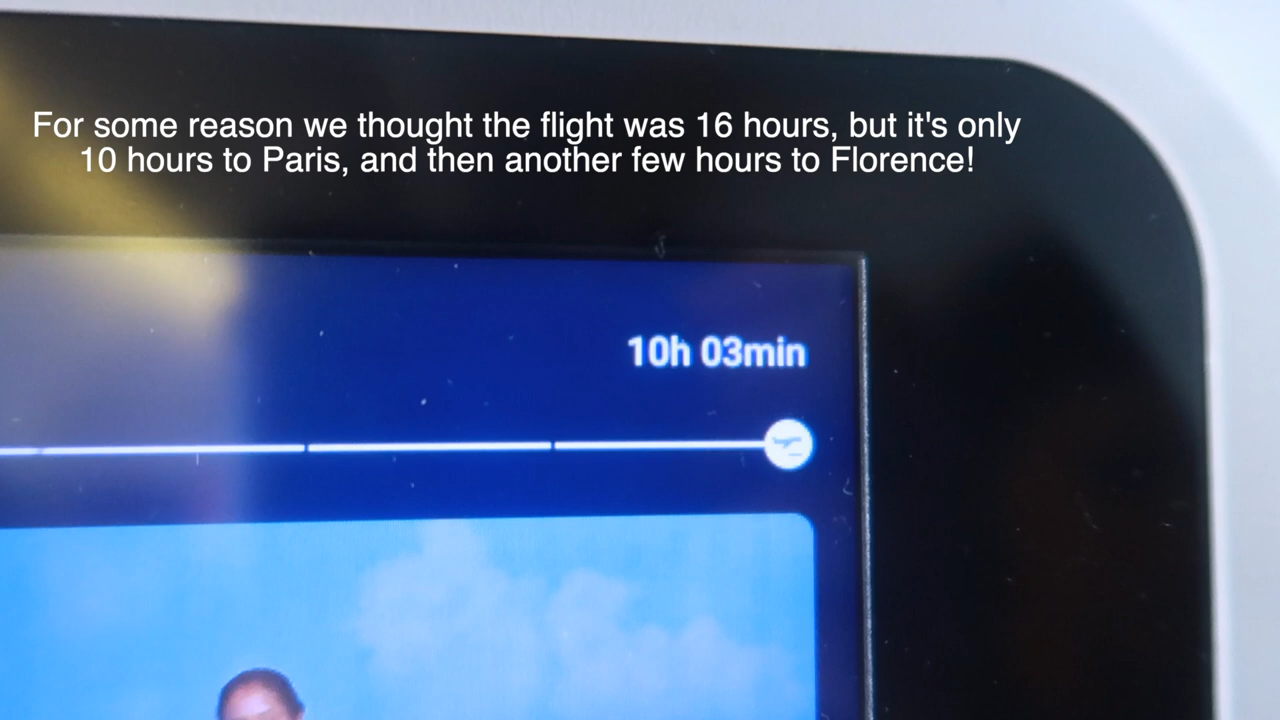 For some reason we thought the flight was 16 hours, but it's only
10 hours to Paris, and then another few hours to Florence!
10h 03min